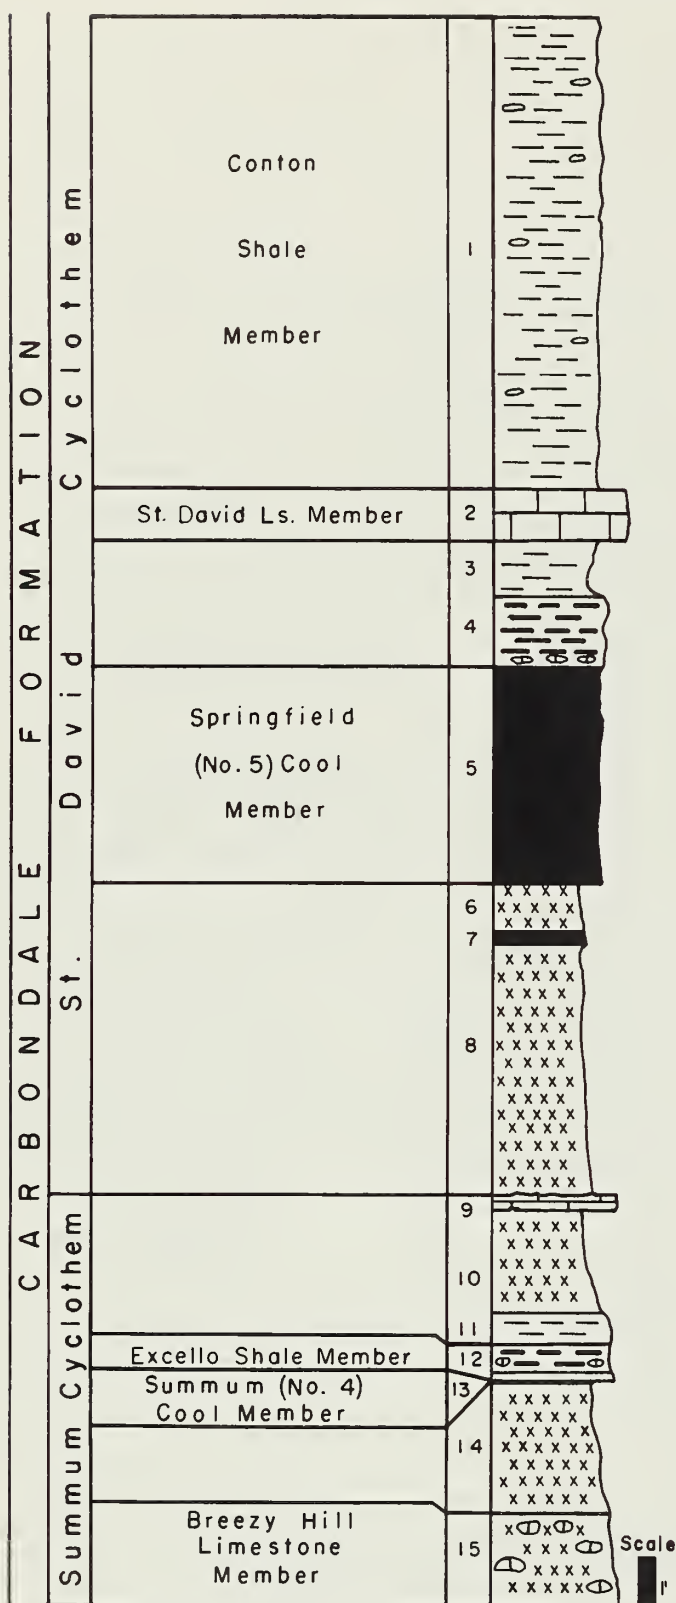 CARBONDALE FORMATION
St. David Cyclothem
Summum Cyclothem
Conton
Shale
Member
1
St. David Ls. Member
2
3
4
Springfield
(No. 5) Cool
Member
5
6
7
8
9
10
11
Excello Shale Member
12
Summum (No. 4)
Cool Member
13
14
Breezy Hill
Limestone
Member
15
Scale
1'